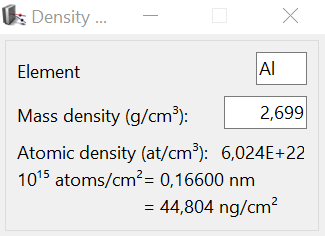 Density ...
Element Al
Mass density (g/cm³): 2,699
Atomic density (at/cm³): 6,024E+22
10¹⁵ atoms/cm²= 0,16600 nm
= 44,804 ng/cm²